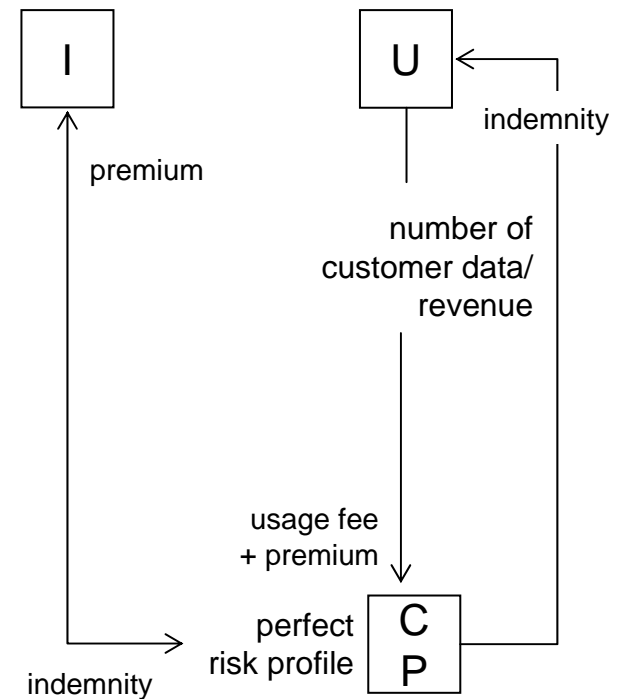 I
U
indemnity
premium
number of
customer data/
revenue
usage fee
+ premium
perfect
risk profile
C
P
indemnity